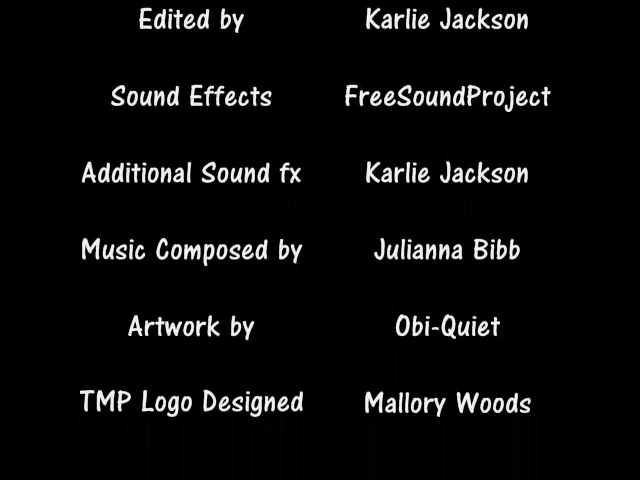 Edited by Karlie Jackson
Sound Effects FreeSoundProject
Additional Sound fx Karlie Jackson
Music Composed by Julianna Bibb
Artwork by Obi-Quiet
TMP Logo Designed Mallory Woods